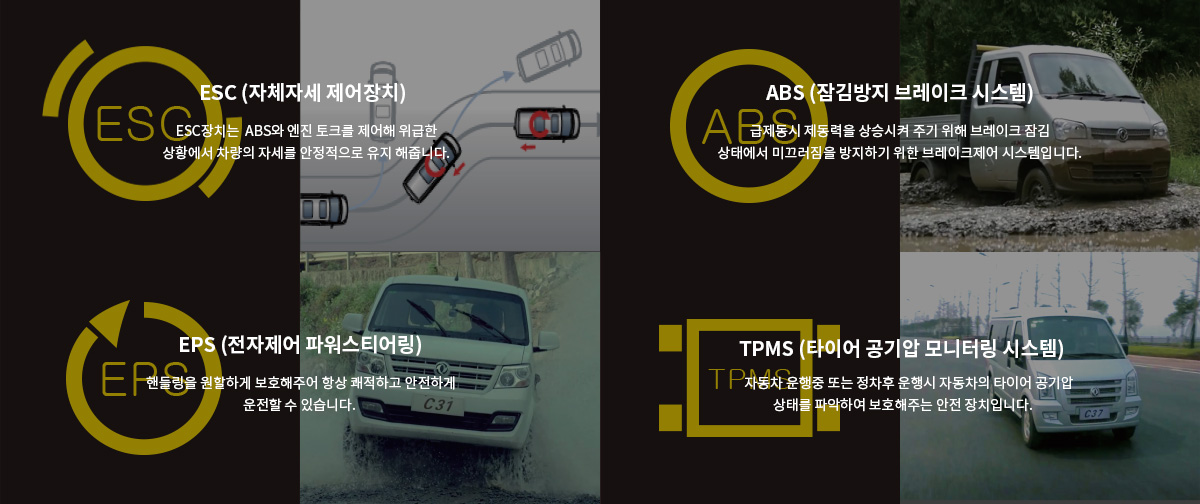 ESC
ESC (자체자세 제어장치)
ESC장치는 ABS와 엔진 토크를 제어해 위급한
상황에서 차량의 자세를 안정적으로 유지 해줍니다.
ABS
ABS (잠김방지 브레이크 시스템)
급제동시 제동력을 상승시켜 주기 위해 브레이크 잠김
상태에서 미끄러짐을 방지하기 위한 브레이크제어 시스템입니다.
EPS
EPS (전자제어 파워스티어링)
핸들링을 원할하게 보호해주어 항상 쾌적하고 안전하게
운전할 수 있습니다.
C31
TPMS
TPMS (타이어 공기압 모니터링 시스템)
자동차 운행중 또는 정차후 운행시 자동차의 타이어 공기압
상태를 파악하여 보호해주는 안전 장치입니다.
C37